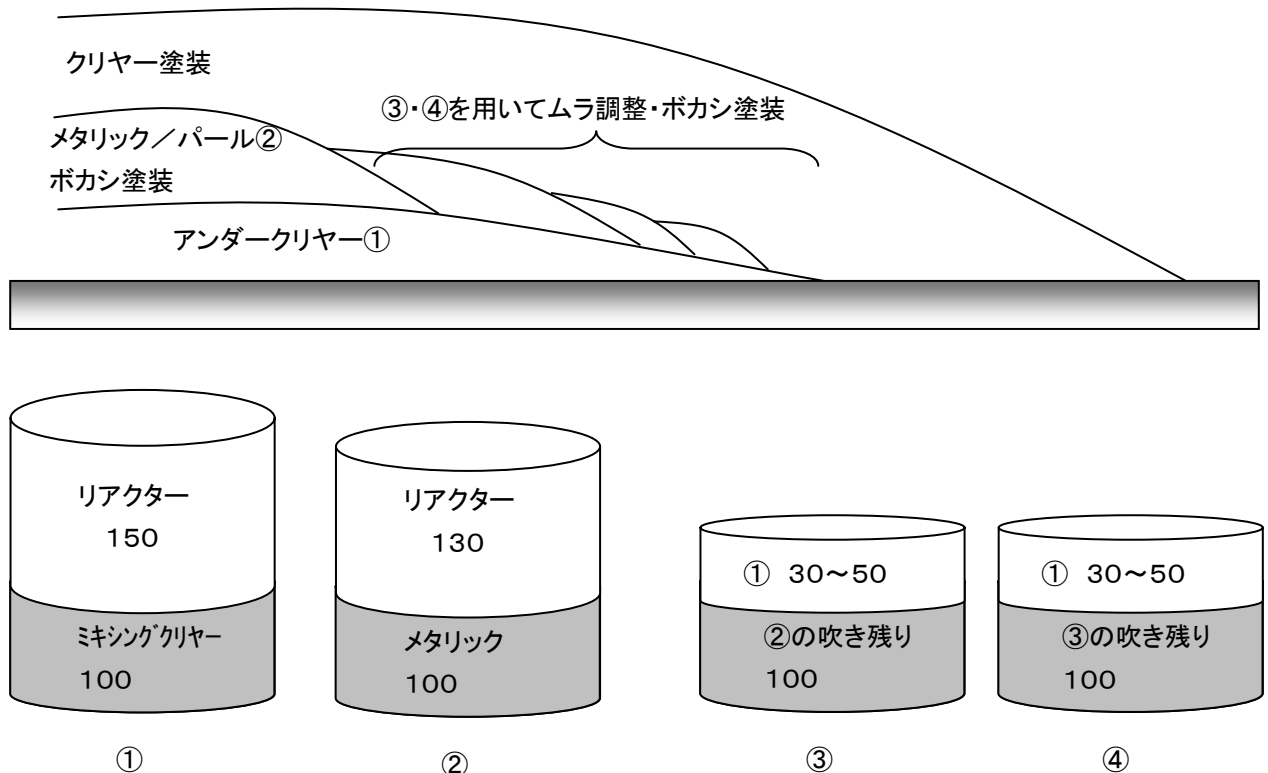 クリヤー塗装
③・④を用いてムラ調整・ボカシ塗装
メタリック／パール②
ボカシ塗装
アンダークリヤー①
リアクター
150
ミキシングクリヤー
100
①
リアクター
130
メタリック
100
②
① 30～50
②の吹き残り
100
③
① 30～50
③の吹き残り
100
④